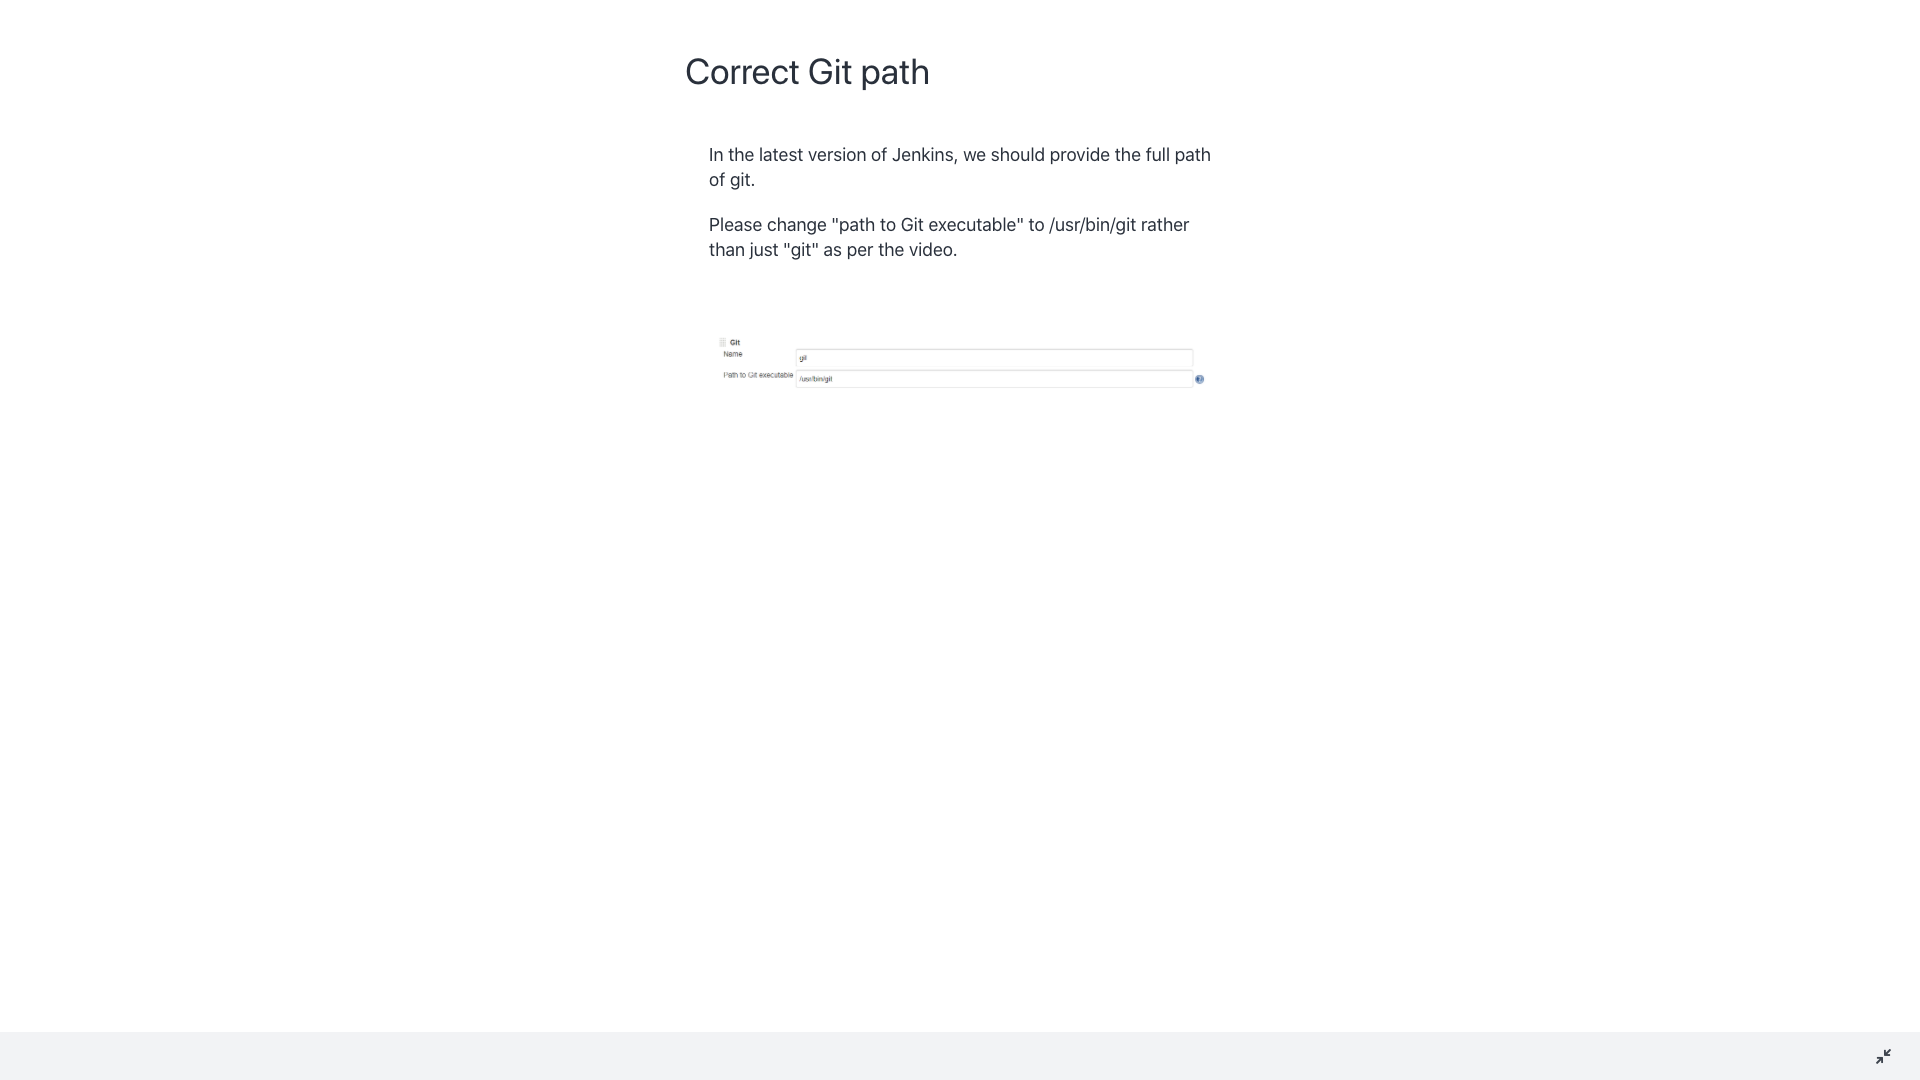 Correct Git path
In the latest version of Jenkins, we should provide the full path
of git.
Please change "path to Git executable" to /usr/bin/git rather
than just "git" as per the video.
Git
Name
git
Path to Git executable
/usr/bin/git